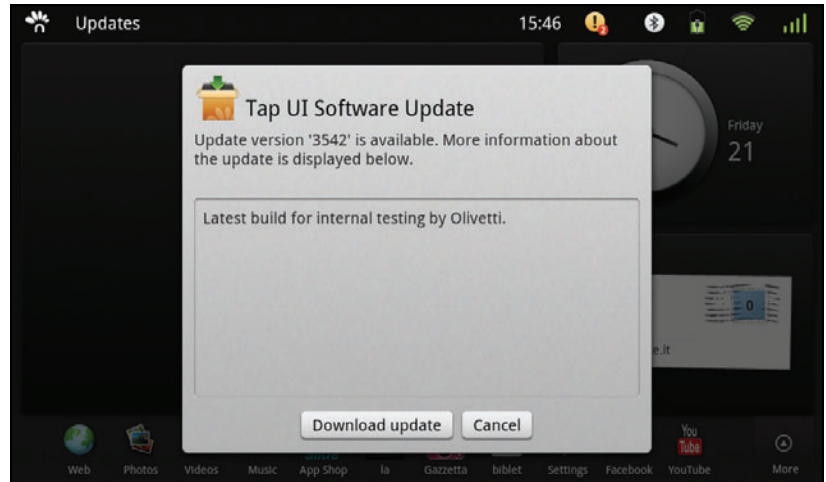 Updates
15:46
2
Tap UI Software Update
Update version '3542' is available. More information about
the update is displayed below.
Latest build for internal testing by Olivetti.
Download update
Cancel
Friday
21
0
e.it
You
Tube
Web
Photos
Videos
Music
App Shop
la
Gazzetta
biblet
Settings
Facebook
YouTube
More